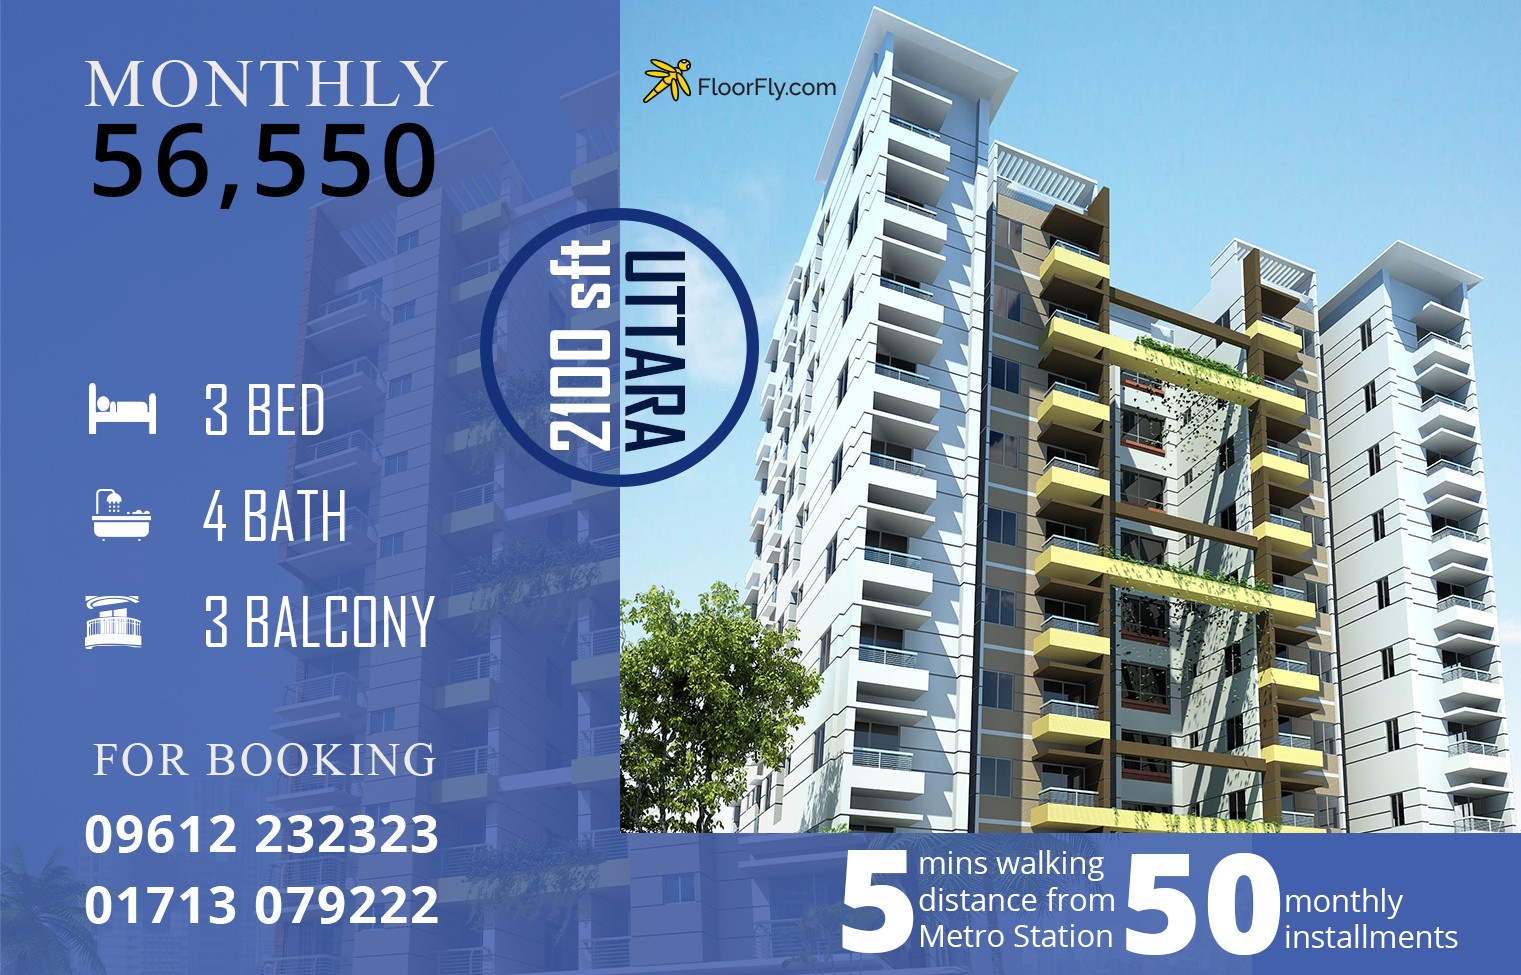 MONTHLY
56,550
FloorFly.com
2100 sft
UTTARA
3 BED
4 BATH
3 BALCONY
FOR BOOKING
09612 232323
01713 079222
5 mins walking
distance from
Metro Station
50 monthly
installments